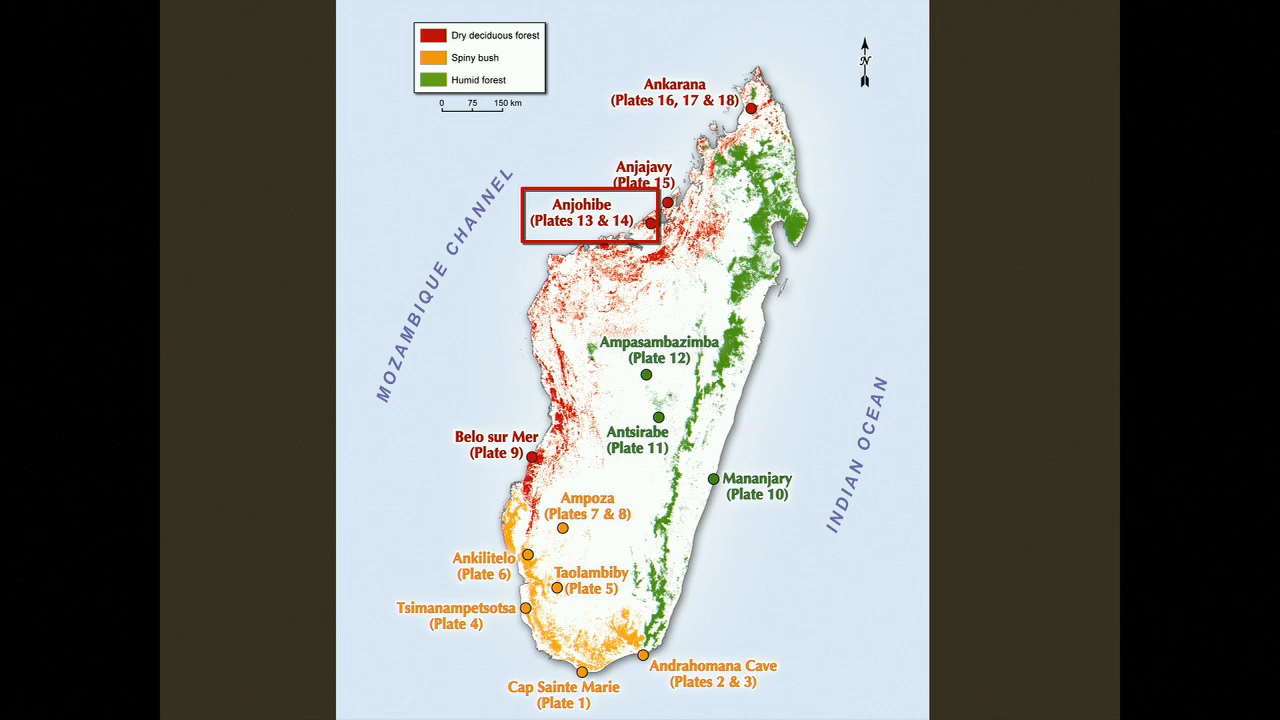 Dry deciduous forest
Spiny bush
Humid forest
0 75 150 km
N
Ankarana
(Plates 16, 17 & 18)
Anjajavy
(Plate 15)
Anjohibe
(Plates 13 & 14)
MOZAMBIQUE CHANNEL
Ampasambazimba
(Plate 12)
Antsirabe
(Plate 11)
Belo sur Mer
(Plate 9)
Mananjary
(Plate 10)
INDIAN OCEAN
Ampoza
(Plates 7 & 8)
Ankilitelo
(Plate 6)
Taolambiby
(Plate 5)
Tsimanampetsotsa
(Plate 4)
Andrahomana Cave
(Plates 2 & 3)
Cap Sainte Marie
(Plate 1)